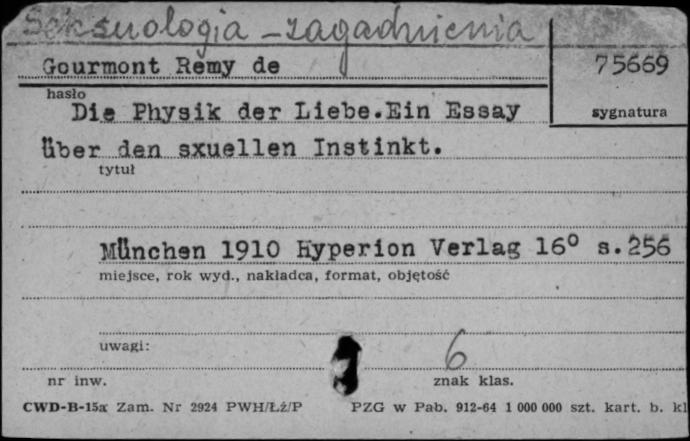 Seksuologia – zagadnienia
Gourmont Remy de
75669
hasło
sygnatura
Die Physik der Liebe.Ein Essay
über den sxuellen Instinkt.
tytuł
München 1910 Hyperion Verlag 16° s.256
miejsce, rok wyd., nakładca, format, objętość
uwagi:
6
nr inw.
znak klas.
CWD-B-15a Zam. Nr 2924 PWH/Łż/P PZG w Pab. 912-64 1 000 000 szt. kart. b. kl